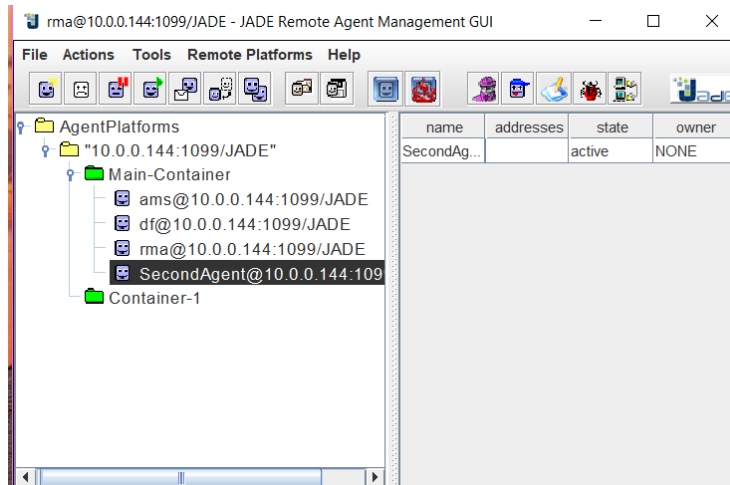 rma@10.0.0.144:1099/JADE - JADE Remote Agent Management GUI
File Actions Tools Remote Platforms Help
Jade
AgentPlatforms
"10.0.0.144:1099/JADE"
Main-Container
ams@10.0.0.144:1099/JADE
df@10.0.0.144:1099/JADE
rma@10.0.0.144:1099/JADE
SecondAgent@10.0.0.144:109
Container-1
name addresses state owner
SecondAg... active NONE